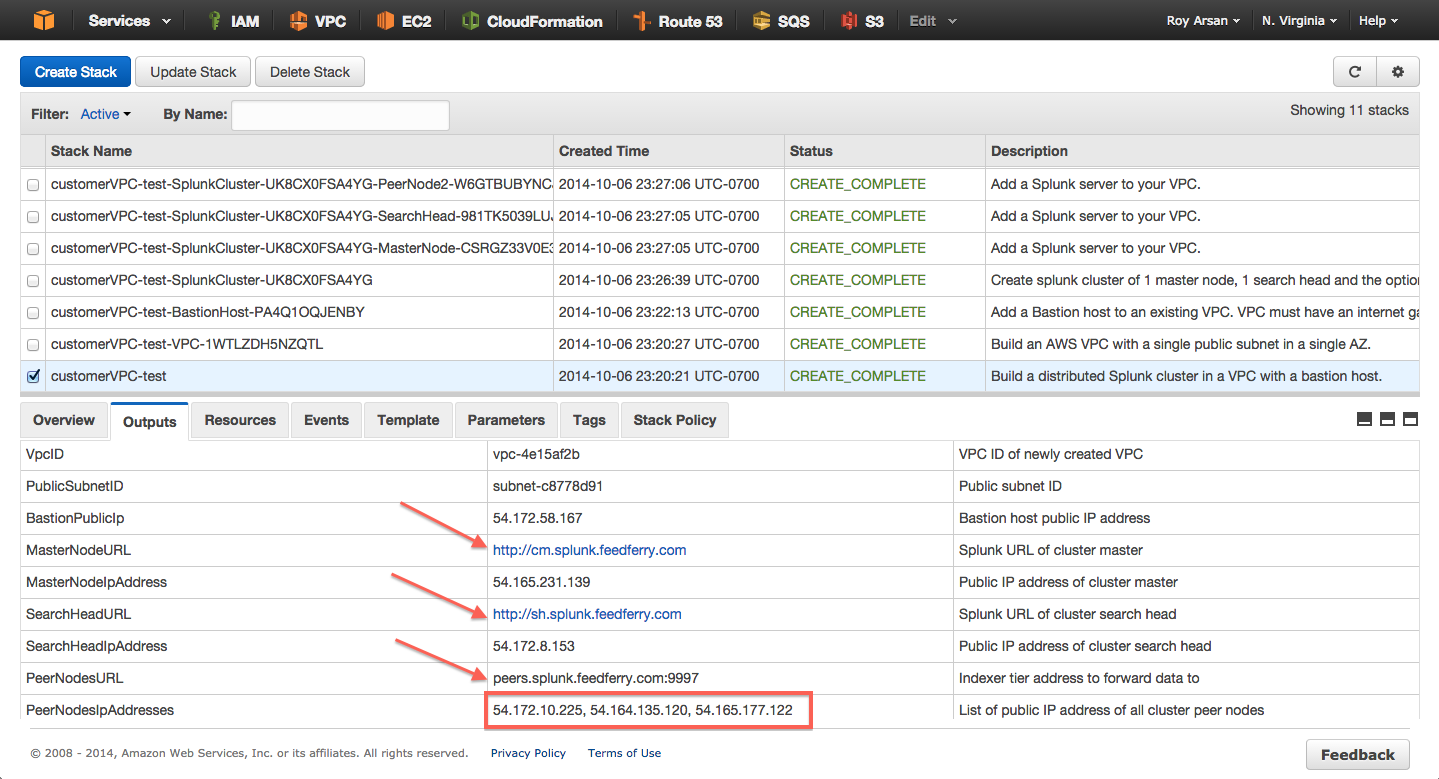 Services IAM VPC EC2 CloudFormation Route 53 SQS S3 Edit Roy Arsan N. Virginia Help
Create Stack Update Stack Delete Stack
Filter: Active By Name: Showing 11 stacks
Stack Name Created Time Status Description
customerVPC-test-SplunkCluster-UK8CX0FSA4YG-PeerNode2-W6GTBUBYNC 2014-10-06 23:27:06 UTC-0700 CREATE_COMPLETE Add a Splunk server to your VPC.
customerVPC-test-SplunkCluster-UK8CX0FSA4YG-SearchHead-981TK5039LU 2014-10-06 23:27:05 UTC-0700 CREATE_COMPLETE Add a Splunk server to your VPC.
customerVPC-test-SplunkCluster-UK8CX0FSA4YG-MasterNode-CSRGZ33V0E 2014-10-06 23:27:05 UTC-0700 CREATE_COMPLETE Add a Splunk server to your VPC.
customerVPC-test-SplunkCluster-UK8CX0FSA4YG 2014-10-06 23:26:39 UTC-0700 CREATE_COMPLETE Create splunk cluster of 1 master node, 1 search head and the optio
customerVPC-test-BastionHost-PA4Q1OQJENBY 2014-10-06 23:22:13 UTC-0700 CREATE_COMPLETE Add a Bastion host to an existing VPC. VPC must have an internet ga
customerVPC-test-VPC-1WTLZDH5NZQTL 2014-10-06 23:20:27 UTC-0700 CREATE_COMPLETE Build an AWS VPC with a single public subnet in a single AZ.
customerVPC-test 2014-10-06 23:20:21 UTC-0700 CREATE_COMPLETE Build a distributed Splunk cluster in a VPC with a bastion host.
Overview Outputs Resources Events Template Parameters Tags Stack Policy
VpcID vpc-4e15af2b VPC ID of newly created VPC
PublicSubnetID subnet-c8778d91 Public subnet ID
BastionPublicIp 54.172.58.167 Bastion host public IP address
MasterNodeURL http://cm.splunk.feedferry.com Splunk URL of cluster master
MasterNodeIpAddress 54.165.231.139 Public IP address of cluster master
SearchHeadURL http://sh.splunk.feedferry.com Splunk URL of cluster search head
SearchHeadIpAddress 54.172.8.153 Public IP address of cluster search head
PeerNodesURL peers.splunk.feedferry.com:9997 Indexer tier address to forward data to
PeerNodesIpAddresses 54.172.10.225, 54.164.135.120, 54.165.177.122 List of public IP address of all cluster peer nodes
© 2008 - 2014, Amazon Web Services, Inc. or its affiliates. All rights reserved. Privacy Policy Terms of Use Feedback